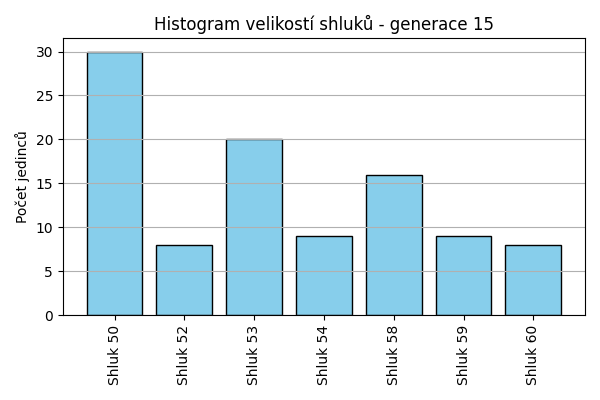 Histogram velikostí shluků - generace 15
Počet jedinců
30
25
20
15
10
5
0
Shluk 50
Shluk 52
Shluk 53
Shluk 54
Shluk 58
Shluk 59
Shluk 60